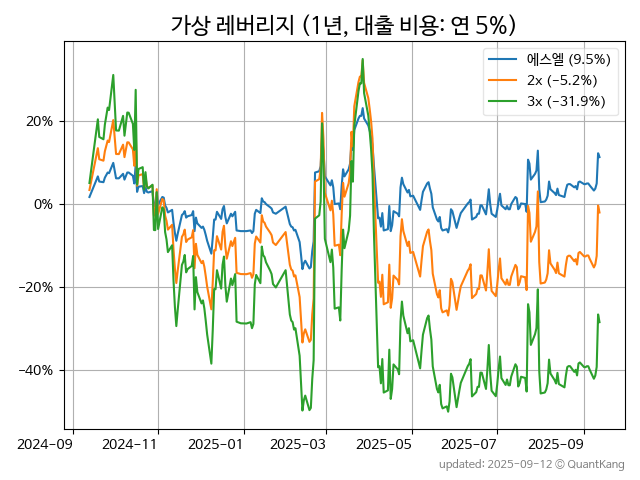 가상 레버리지 (1년, 대출 비용: 연 5%)
에스엘 (9.5%)
2x (−5.2%)
3x (−31.9%)
20%
0%
−20%
−40%
2024-09
2024-11
2025-01
2025-03
2025-05
2025-07
2025-09
updated: 2025-09-12 © QuantKang